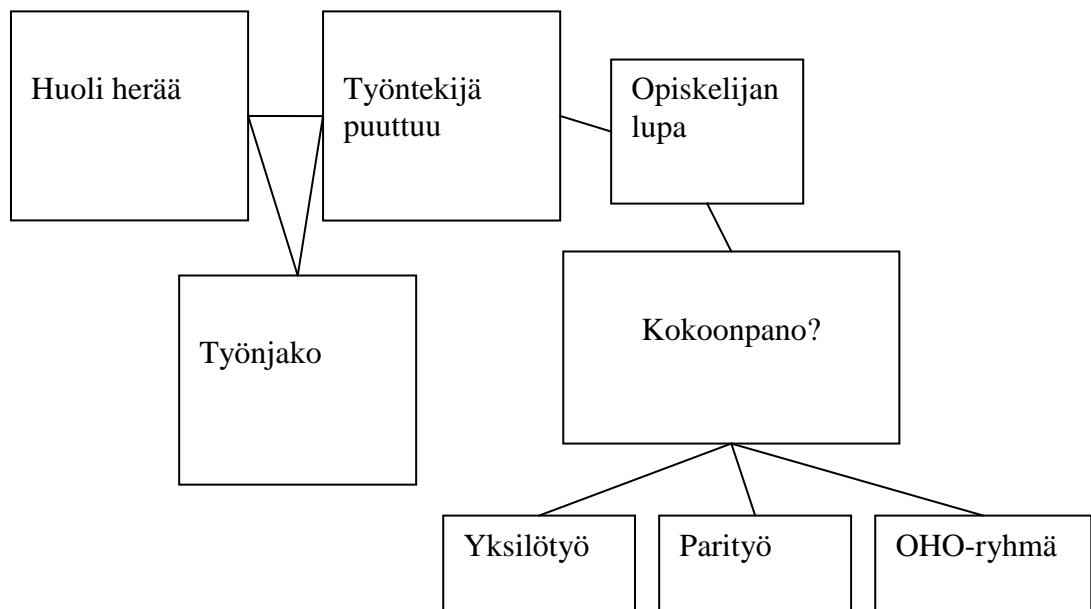 Huoli herää
Työntekijä
puuttuu
Opiskelijan
lupa
Työnjako
Kokoonpano?
Yksilötyö
Parityö
OHO-ryhmä